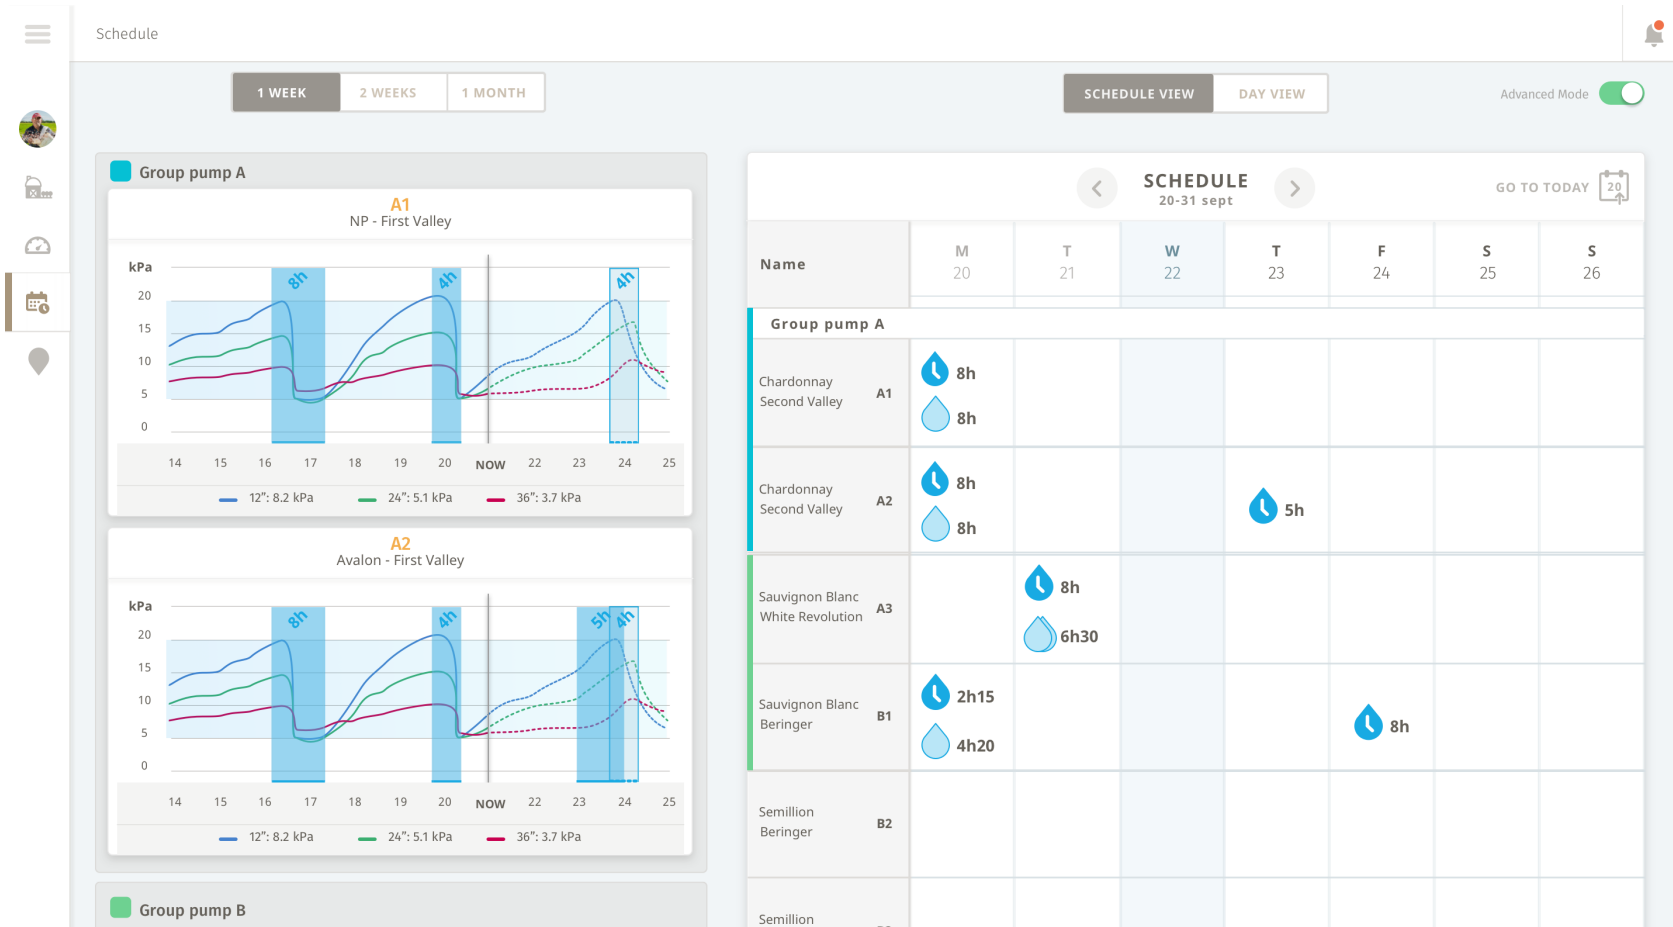 Schedule
1 WEEK
2 WEEKS
1 MONTH
SCHEDULE VIEW
DAY VIEW
Advanced Mode
Group pump A
A1
NP - First Valley
kPa
8h
4h
4h
20
15
10
5
0
14 15 16 17 18 19 20 NOW 22 23 24 25
12”: 8.2 kPa 24”: 5.1 kPa 36”: 3.7 kPa
A2
Avalon - First Valley
kPa
8h
4h
5h
4h
20
15
10
5
0
14 15 16 17 18 19 20 NOW 22 23 24 25
12”: 8.2 kPa 24”: 5.1 kPa 36”: 3.7 kPa
Group pump B
SCHEDULE
20-31 sept
GO TO TODAY
20
Name
M T W T F S S
20 21 22 23 24 25 26
Group pump A
Chardonnay
Second Valley
A1
8h
8h
Chardonnay
Second Valley
A2
8h
8h
5h
Sauvignon Blanc
White Revolution
A3
8h
6h30
Sauvignon Blanc
Beringer
B1
2h15
4h20
8h
Semillion
Beringer
B2
Semillion